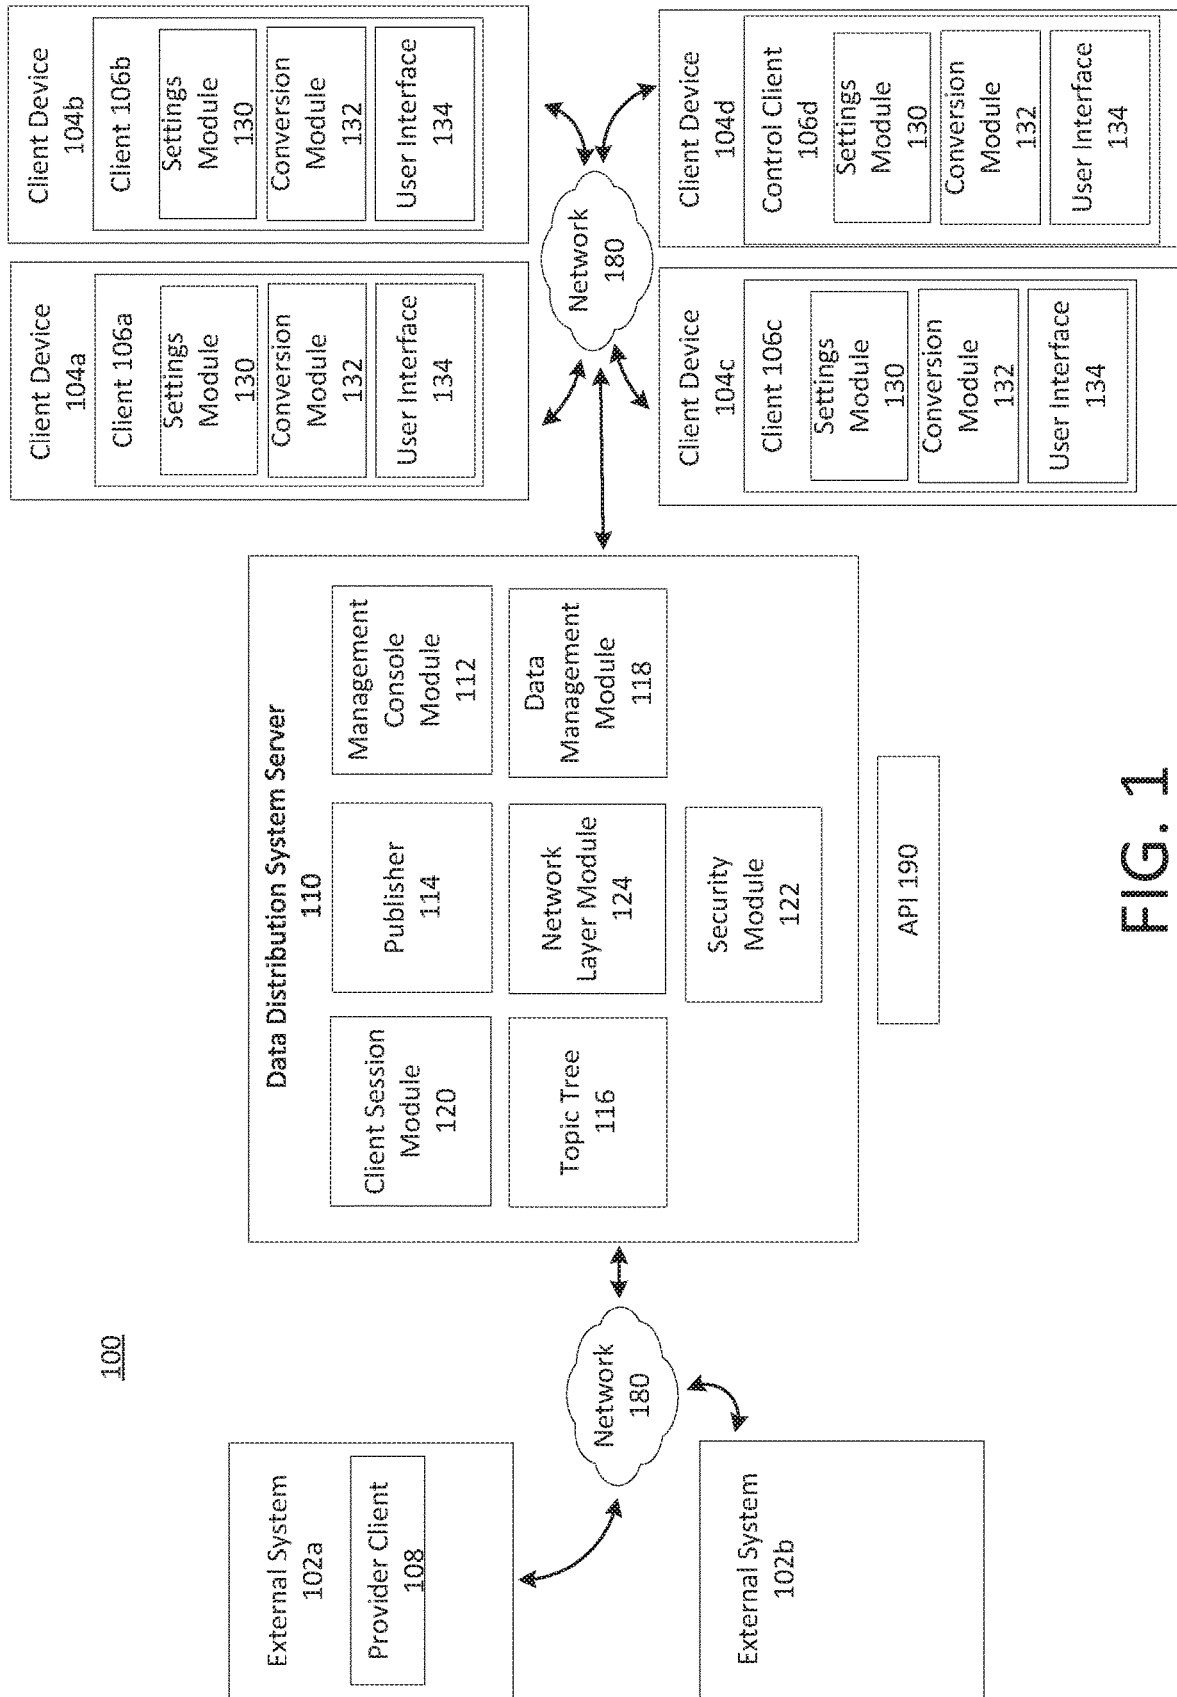 100
External System
102a
Provider Client
108
External System
102b
Network
180
Data Distribution System Server
110
Client Session
Module
120
Publisher
114
Management
Console
Module
112
Topic Tree
116
Network
Layer Module
124
Data
Management
Module
118
Security
Module
122
API 190
Network
180
Client Device
104a
Client 106a
Settings
Module
130
Conversion
Module
132
User Interface
134
Client Device
104b
Client 106b
Settings
Module
130
Conversion
Module
132
User Interface
134
Client Device
104c
Client 106c
Settings
Module
130
Conversion
Module
132
User Interface
134
Client Device
104d
Control Client
106d
Settings
Module
130
Conversion
Module
132
User Interface
134
FIG. 1